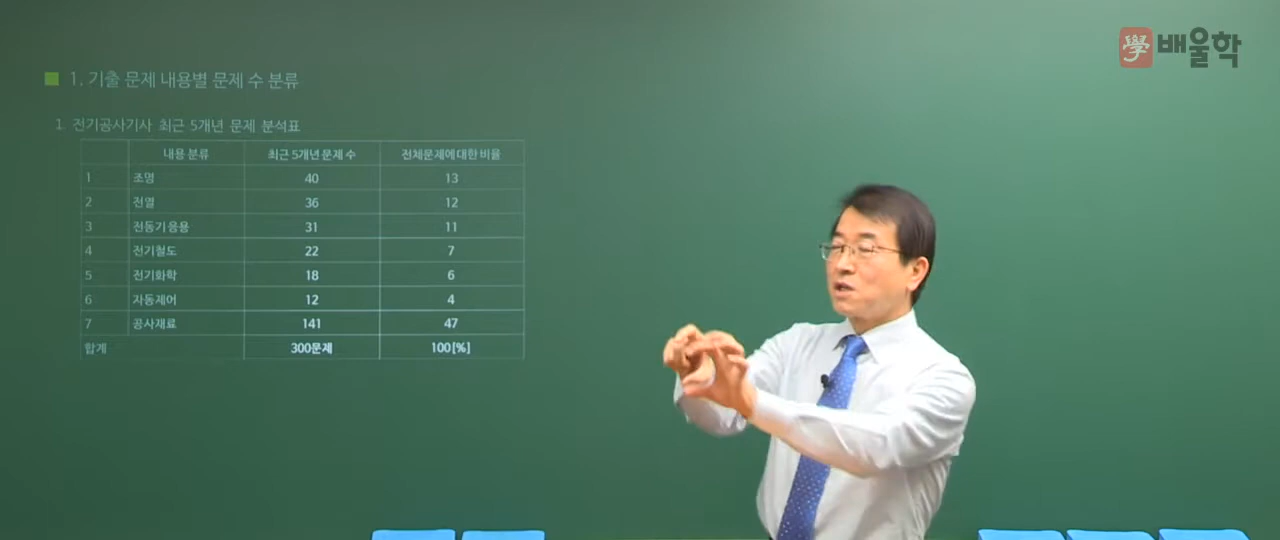 學 배울학
1. 기출 문제 내용별 문제 수 분류
1. 전기공사기사 최근 5개년 문제 분석표
내용 분류 최근 5개년 문제 수 전체문제에 대한 비율
1 조명 40 13
2 전열 36 12
3 전동기 응용 31 11
4 전기철도 22 7
5 전기화학 18 6
6 자동제어 12 4
7 공사재료 141 47
합계 300문제 100[%]